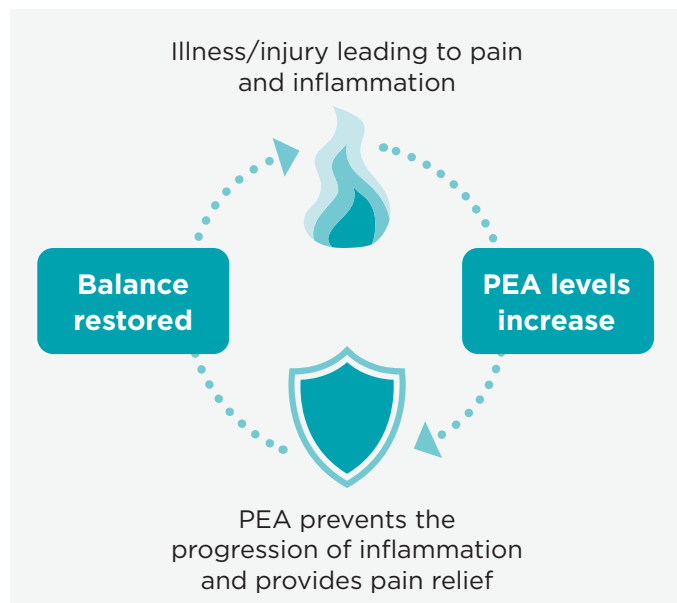 Illness/injury leading to pain
and inflammation
Balance
restored
PEA levels
increase
PEA prevents the
progression of inflammation
and provides pain relief